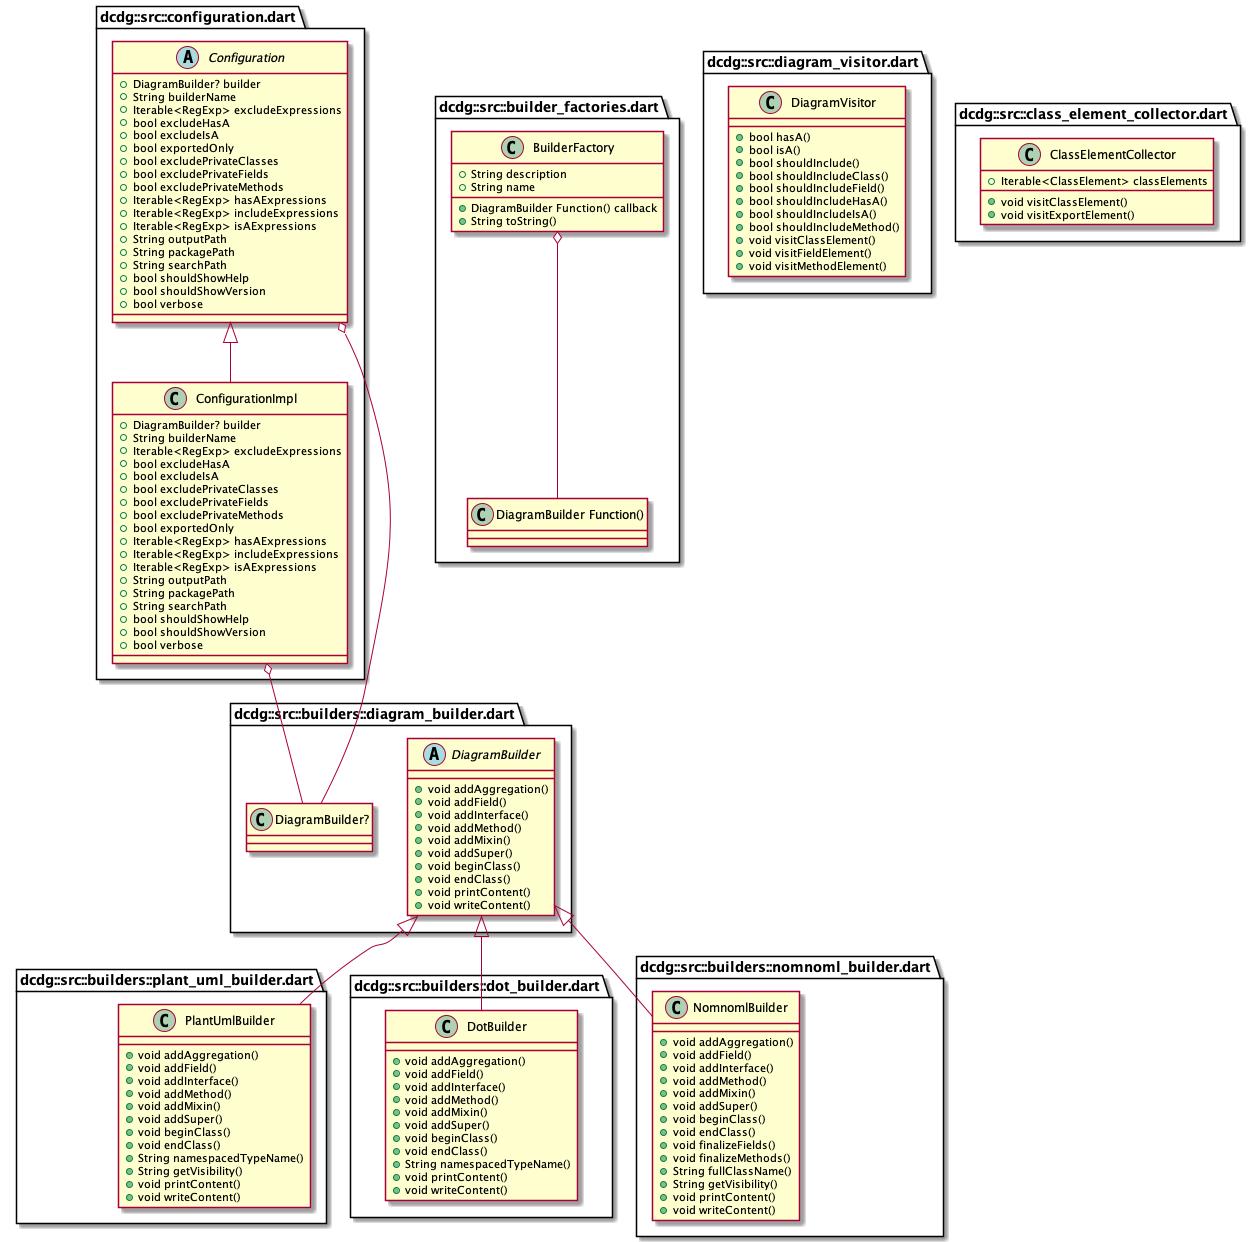 dcdg::src::configuration.dart
A Configuration
DiagramBuilder? builder
String builderName
Iterable<RegExp> excludeExpressions
bool excludeHasA
bool excludeIsA
bool exportedOnly
bool excludePrivateClasses
bool excludePrivateFields
bool excludePrivateMethods
Iterable<RegExp> hasAExpressions
Iterable<RegExp> includeExpressions
Iterable<RegExp> isAExpressions
String outputPath
String packagePath
String searchPath
bool shouldShowHelp
bool shouldShowVersion
bool verbose
C ConfigurationImpl
DiagramBuilder? builder
String builderName
Iterable<RegExp> excludeExpressions
bool excludeHasA
bool excludeIsA
bool excludePrivateClasses
bool excludePrivateFields
bool excludePrivateMethods
bool exportedOnly
Iterable<RegExp> hasAExpressions
Iterable<RegExp> includeExpressions
Iterable<RegExp> isAExpressions
String outputPath
String packagePath
String searchPath
bool shouldShowHelp
bool shouldShowVersion
bool verbose
dcdg::src::builder_factories.dart
C BuilderFactory
String description
String name
DiagramBuilder Function() callback
String toString()
C DiagramBuilder Function()
dcdg::src::diagram_visitor.dart
C DiagramVisitor
bool hasA()
bool isA()
bool shouldInclude()
bool shouldIncludeClass()
bool shouldIncludeField()
bool shouldIncludeHasA()
bool shouldIncludeIsA()
bool shouldIncludeMethod()
void visitClassElement()
void visitFieldElement()
void visitMethodElement()
dcdg::src::class_element_collector.dart
C ClassElementCollector
Iterable<ClassElement> classElements
void visitClassElement()
void visitExportElement()
dcdg::src::builders::diagram_builder.dart
C DiagramBuilder?
A DiagramBuilder
void addAggregation()
void addField()
void addInterface()
void addMethod()
void addMixin()
void addSuper()
void beginClass()
void endClass()
void printContent()
void writeContent()
dcdg::src::builders::plant_uml_builder.dart
C PlantUmlBuilder
void addAggregation()
void addField()
void addInterface()
void addMethod()
void addMixin()
void addSuper()
void beginClass()
void endClass()
String namespacedTypeName()
String getVisibility()
void printContent()
void writeContent()
dcdg::src::builders::dot_builder.dart
C DotBuilder
void addAggregation()
void addField()
void addInterface()
void addMethod()
void addMixin()
void addSuper()
void beginClass()
void endClass()
String namespacedTypeName()
void printContent()
void writeContent()
dcdg::src::builders::nomnoml_builder.dart
C NomnomlBuilder
void addAggregation()
void addField()
void addInterface()
void addMethod()
void addMixin()
void addSuper()
void beginClass()
void endClass()
void finalizeFields()
void finalizeMethods()
String fullClassName()
String getVisibility()
void printContent()
void writeContent()